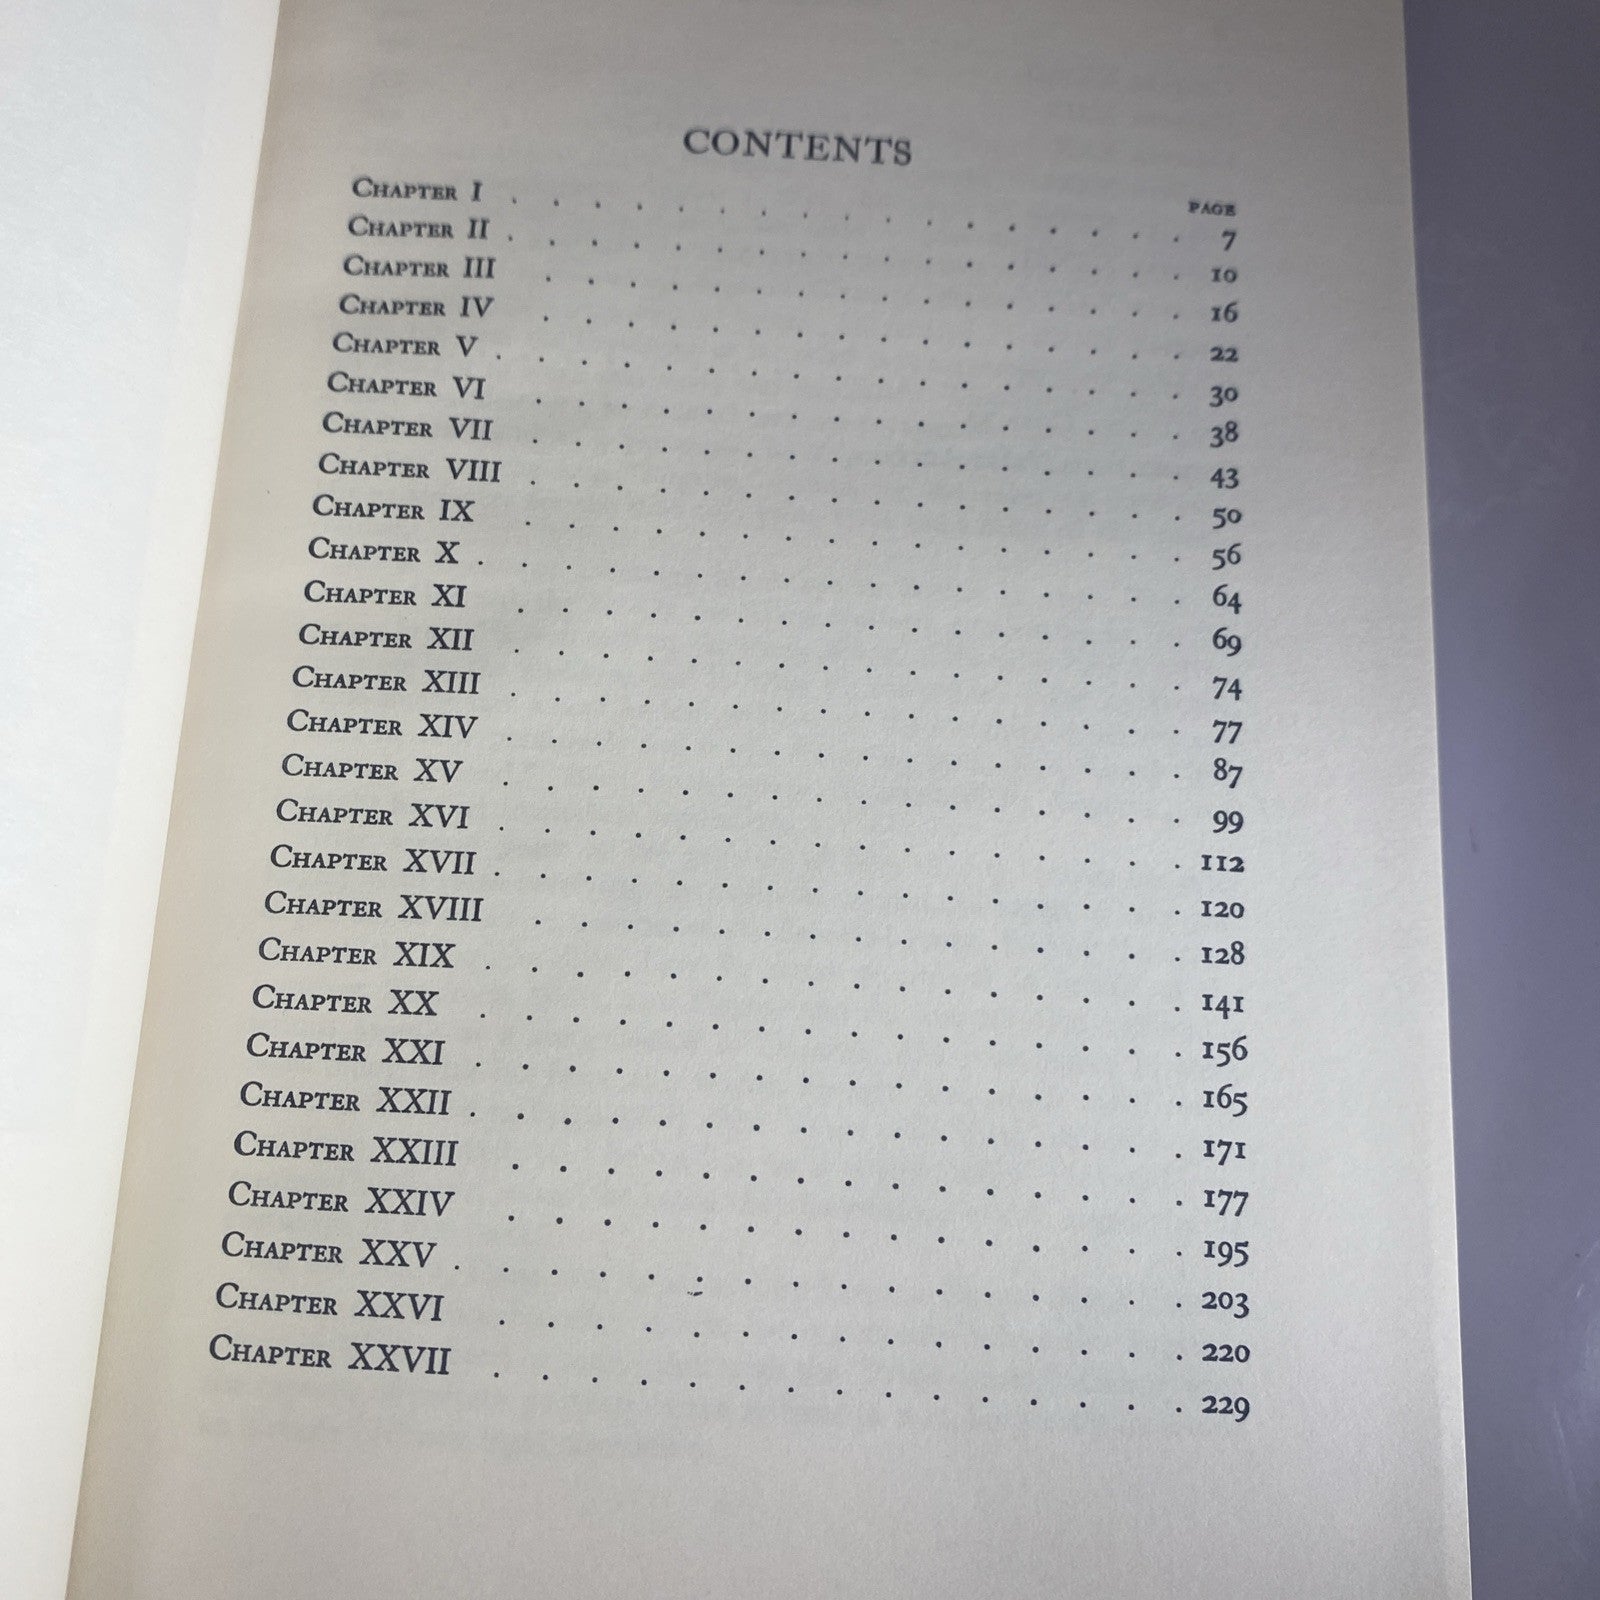 CONTENTS
PAGE
CHAPTER I . . . . . . . . . . . . . . . . . 7
CHAPTER II . . . . . . . . . . . . . . . . . 10
CHAPTER III . . . . . . . . . . . . . . . . 16
CHAPTER IV . . . . . . . . . . . . . . . . 22
CHAPTER V . . . . . . . . . . . . . . . . . 30
CHAPTER VI . . . . . . . . . . . . . . . . 38
CHAPTER VII . . . . . . . . . . . . . . . . 43
CHAPTER VIII . . . . . . . . . . . . . . . . 50
CHAPTER IX . . . . . . . . . . . . . . . . 56
CHAPTER X . . . . . . . . . . . . . . . . . 64
CHAPTER XI . . . . . . . . . . . . . . . . 69
CHAPTER XII . . . . . . . . . . . . . . . . 74
CHAPTER XIII . . . . . . . . . . . . . . . . 77
CHAPTER XIV . . . . . . . . . . . . . . . . 87
CHAPTER XV . . . . . . . . . . . . . . . . 99
CHAPTER XVI . . . . . . . . . . . . . . . . 112
CHAPTER XVII . . . . . . . . . . . . . . . . 120
CHAPTER XVIII . . . . . . . . . . . . . . . 128
CHAPTER XIX . . . . . . . . . . . . . . . . 141
CHAPTER XX . . . . . . . . . . . . . . . . 156
CHAPTER XXI . . . . . . . . . . . . . . . . 165
CHAPTER XXII . . . . . . . . . . . . . . . . 171
CHAPTER XXIII . . . . . . . . . . . . . . . 177
CHAPTER XXIV . . . . . . . . . . . . . . . 195
CHAPTER XXV . . . . . . . . . . . . . . . . 203
CHAPTER XXVI . . . . . . . . . . . . . . . 220
CHAPTER XXVII . . . . . . . . . . . . . . . 229